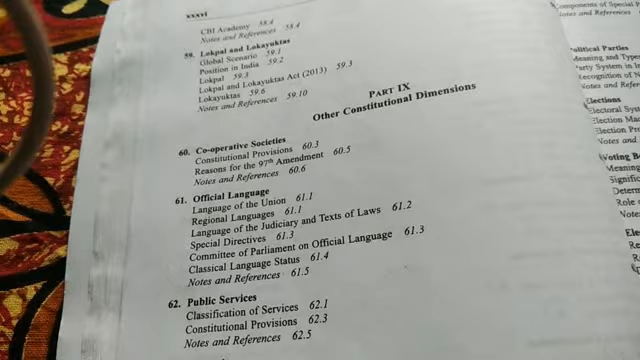 xxxvi
CBI Academy 58.4
Notes and References 58.4
59. Lokpal and Lokayuktas
Global Scenario 59.1
Position in India 59.2
Lokpal 59.3
Lokpal and Lokayuktas Act (2013) 59.3
Lokayuktas 59.6
Notes and References 59.10
PART IX
Other Constitutional Dimensions
60. Co-operative Societies
Constitutional Provisions 60.3
Reasons for the 97th Amendment 60.5
Notes and References 60.6
61. Official Language
Language of the Union 61.1
Regional Languages 61.1
Language of the Judiciary and Texts of Laws 61.2
Special Directives 61.3
Committee of Parliament on Official Language 61.3
Classical Language Status 61.4
Notes and References 61.5
62. Public Services
Classification of Services 62.1
Constitutional Provisions 62.3
Notes and References 62.5
Components of Special
Notes and References
Political Parties
Meaning and Type
Party System in
Recognition of
Notes and Refer
Elections
Electoral Sys
Election Mac
Election Pr
Notes and
Voting B
Meaning
Signific
Determ
Role
Note
Ele
Re
R